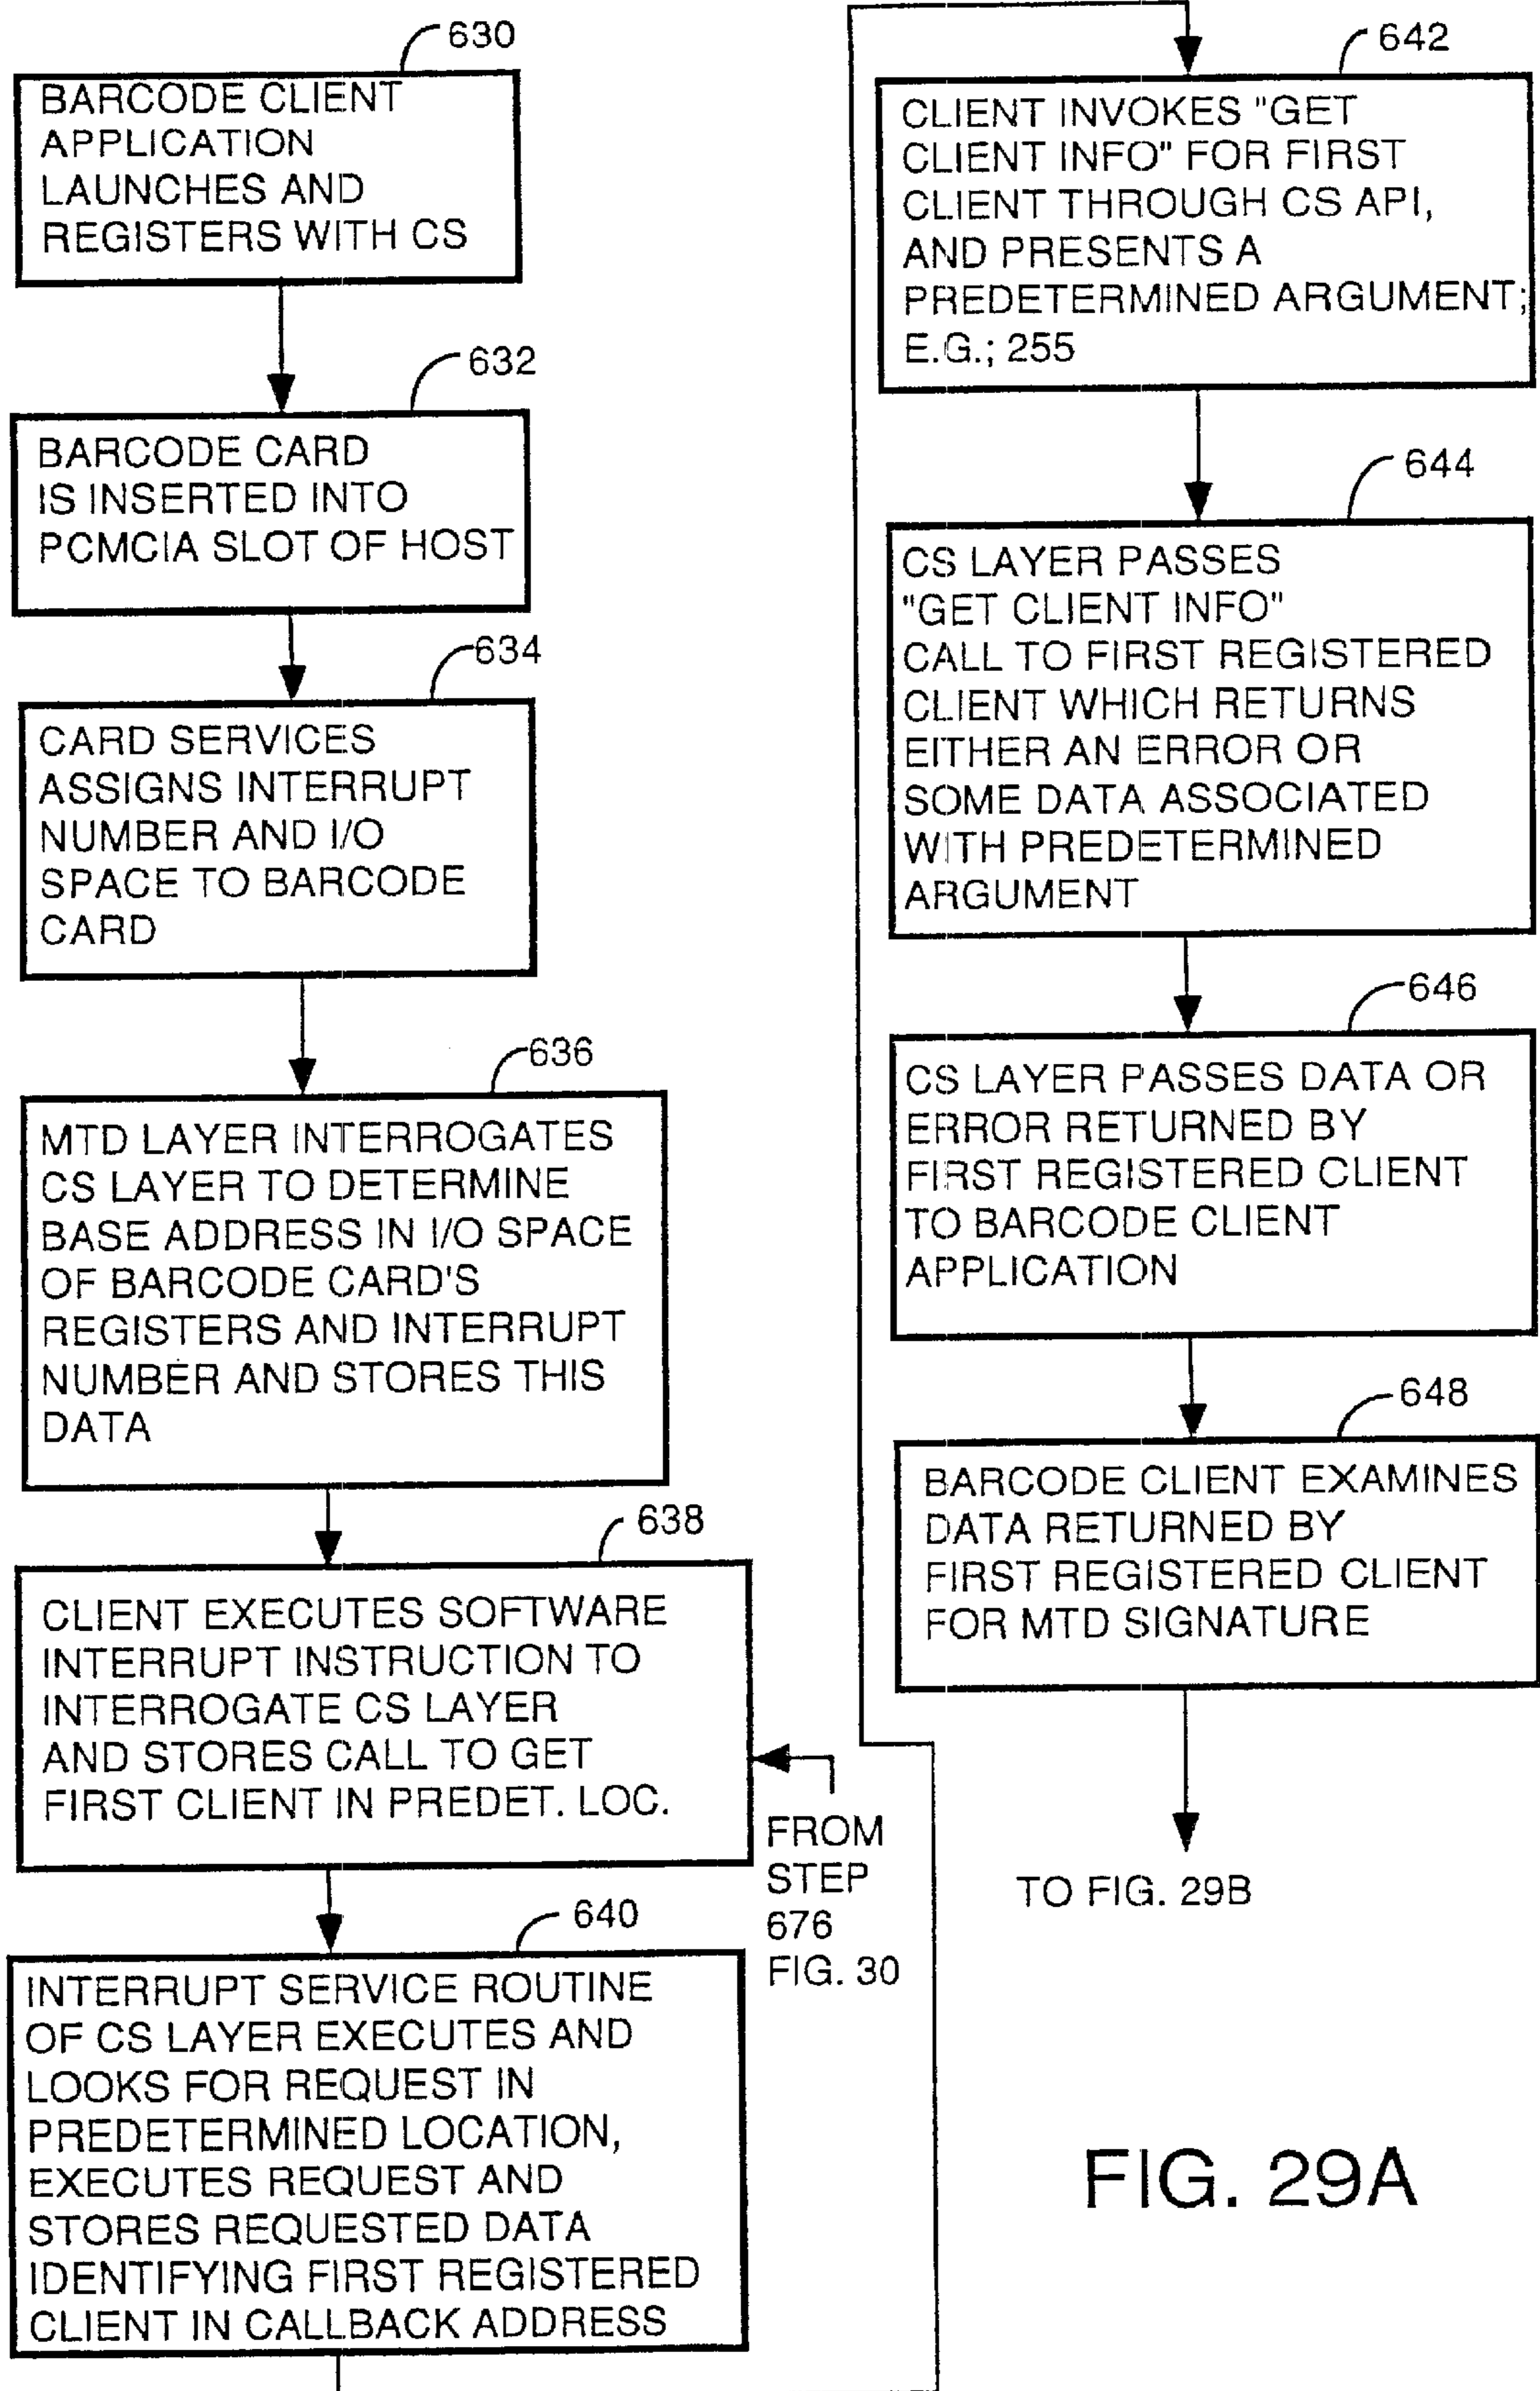 630
BARCODE CLIENT
APPLICATION
LAUNCHES AND
REGISTERS WITH CS
632
BARCODE CARD
IS INSERTED INTO
PCMCIA SLOT OF HOST
634
CARD SERVICES
ASSIGNS INTERRUPT
NUMBER AND I/O
SPACE TO BARCODE
CARD
636
MTD LAYER INTERROGATES
CS LAYER TO DETERMINE
BASE ADDRESS IN I/O SPACE
OF BARCODE CARD'S
REGISTERS AND INTERRUPT
NUMBER AND STORES THIS
DATA
638
CLIENT EXECUTES SOFTWARE
INTERRUPT INSTRUCTION TO
INTERROGATE CS LAYER
AND STORES CALL TO GET
FIRST CLIENT IN PREDET. LOC.
FROM
STEP
676
FIG. 30
640
INTERRUPT SERVICE ROUTINE
OF CS LAYER EXECUTES AND
LOOKS FOR REQUEST IN
PREDETERMINED LOCATION,
EXECUTES REQUEST AND
STORES REQUESTED DATA
IDENTIFYING FIRST REGISTERED
CLIENT IN CALLBACK ADDRESS
642
CLIENT INVOKES "GET
CLIENT INFO" FOR FIRST
CLIENT THROUGH CS API,
AND PRESENTS A
PREDETERMINED ARGUMENT;
E.G.; 255
644
CS LAYER PASSES
"GET CLIENT INFO"
CALL TO FIRST REGISTERED
CLIENT WHICH RETURNS
EITHER AN ERROR OR
SOME DATA ASSOCIATED
WITH PREDETERMINED
ARGUMENT
646
CS LAYER PASSES DATA OR
ERROR RETURNED BY
FIRST REGISTERED CLIENT
TO BARCODE CLIENT
APPLICATION
648
BARCODE CLIENT EXAMINES
DATA RETURNED BY
FIRST REGISTERED CLIENT
FOR MTD SIGNATURE
TO FIG. 29B
FIG. 29A